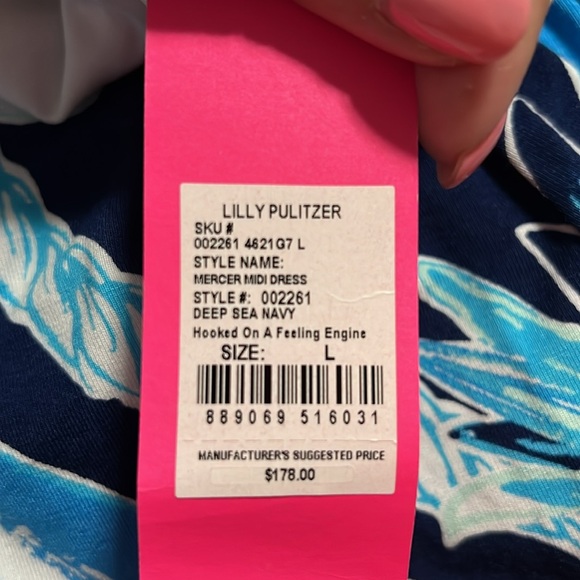 LILLY PULITZER
SKU #
002261 4621G7 L
STYLE NAME:
MERCER MIDI DRESS
STYLE #: 002261
DEEP SEA NAVY
Hooked On A Feeling Engine
SIZE: L
889069 516031
MANUFACTURER'S SUGGESTED PRICE
$178.00